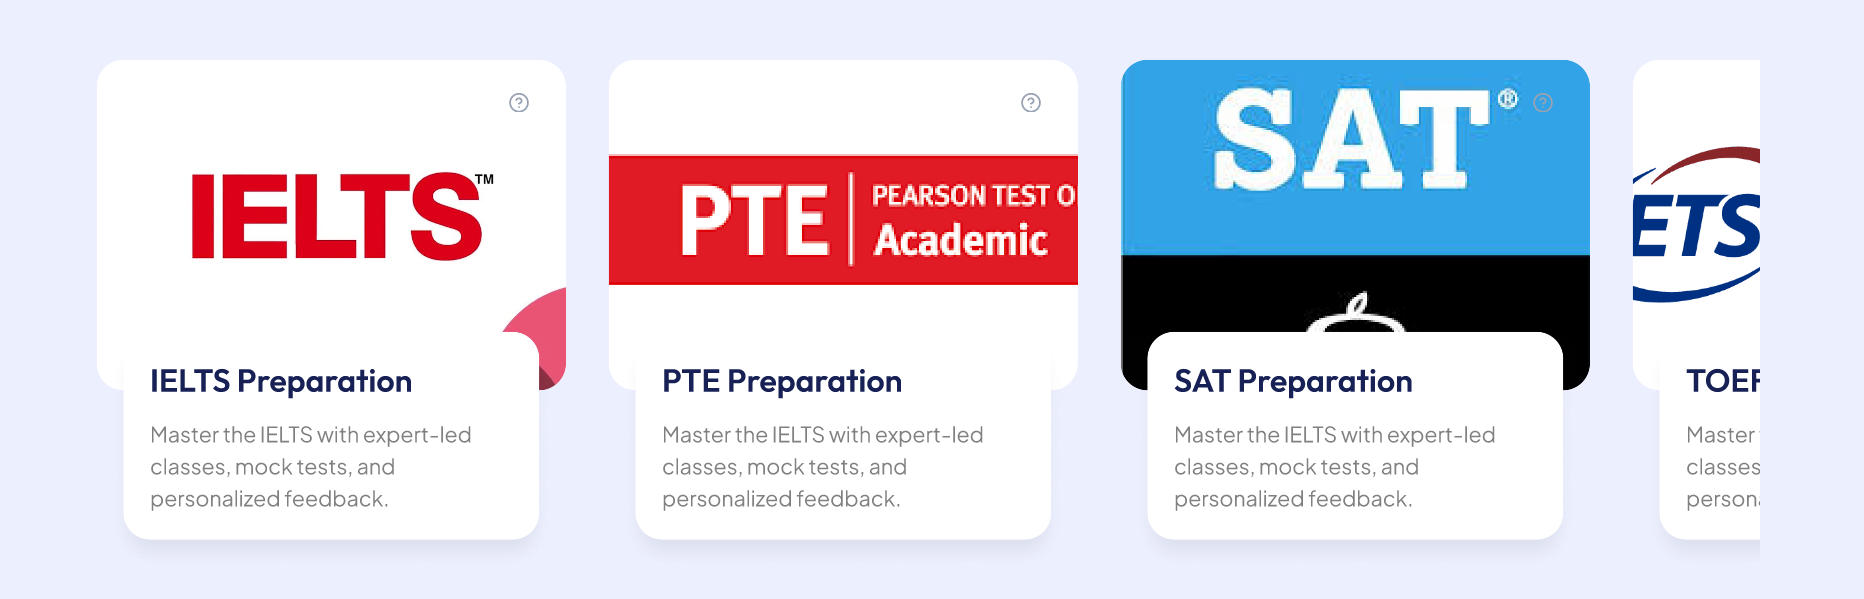 IELTS™
IELTS Preparation
Master the IELTS with expert-led
classes, mock tests, and
personalized feedback.
PTE
PEARSON TEST O
Academic
PTE Preparation
Master the IELTS with expert-led
classes, mock tests, and
personalized feedback.
SAT®
SAT Preparation
Master the IELTS with expert-led
classes, mock tests, and
personalized feedback.
ETS
TOEF
Master
classes
persona